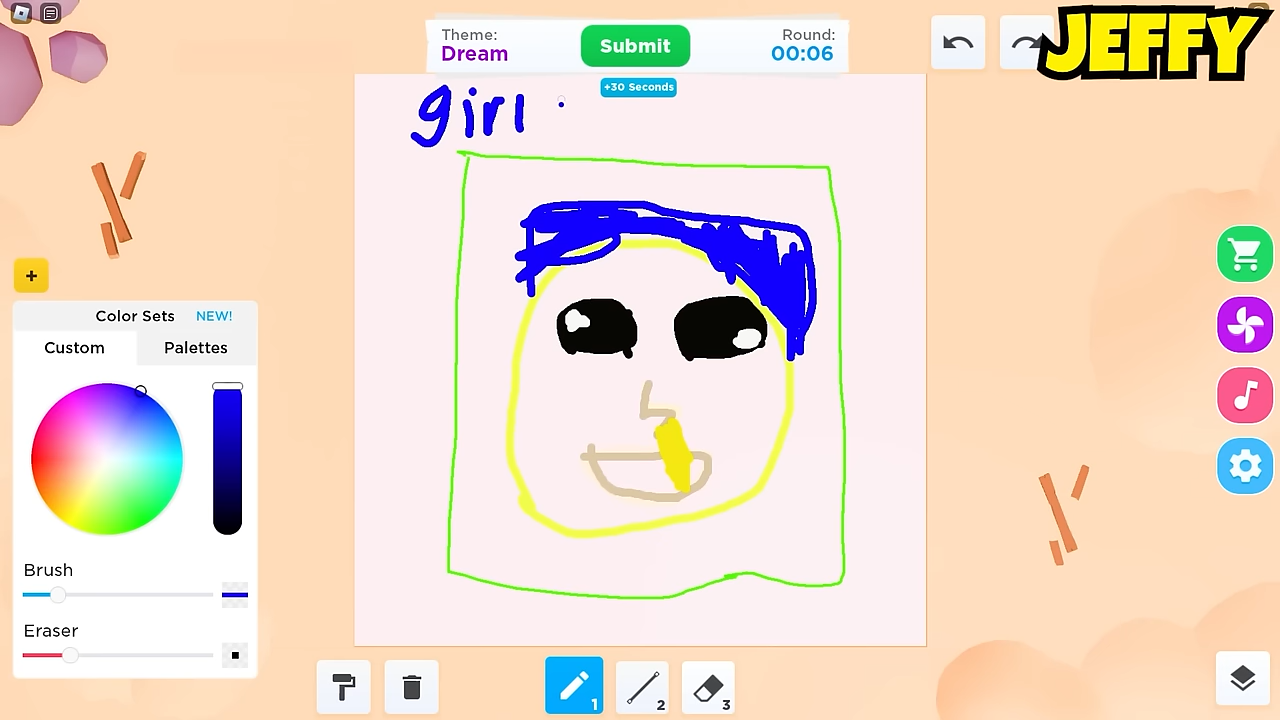 Theme:
Dream
Submit
Round:
00:06
+30 Seconds
JEFFY
girl
+
Color Sets NEW!
Custom
Palettes
Brush
Eraser
1
2
3